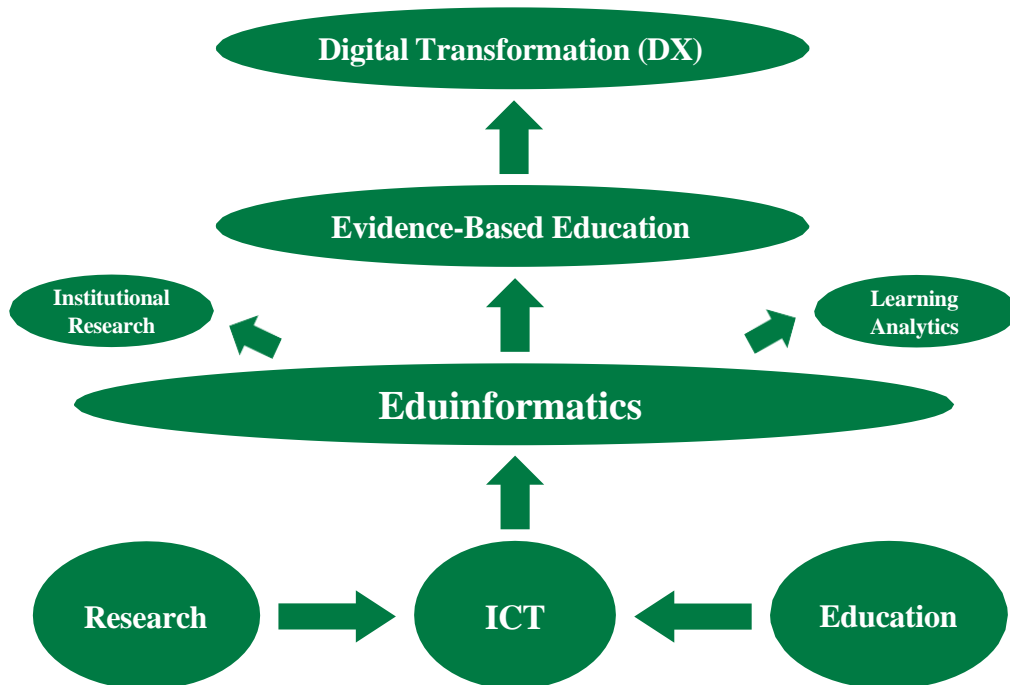 Digital Transformation (DX)
Evidence-Based Education
Institutional
Research
Learning
Analytics
Eduinformatics
Research
ICT
Education